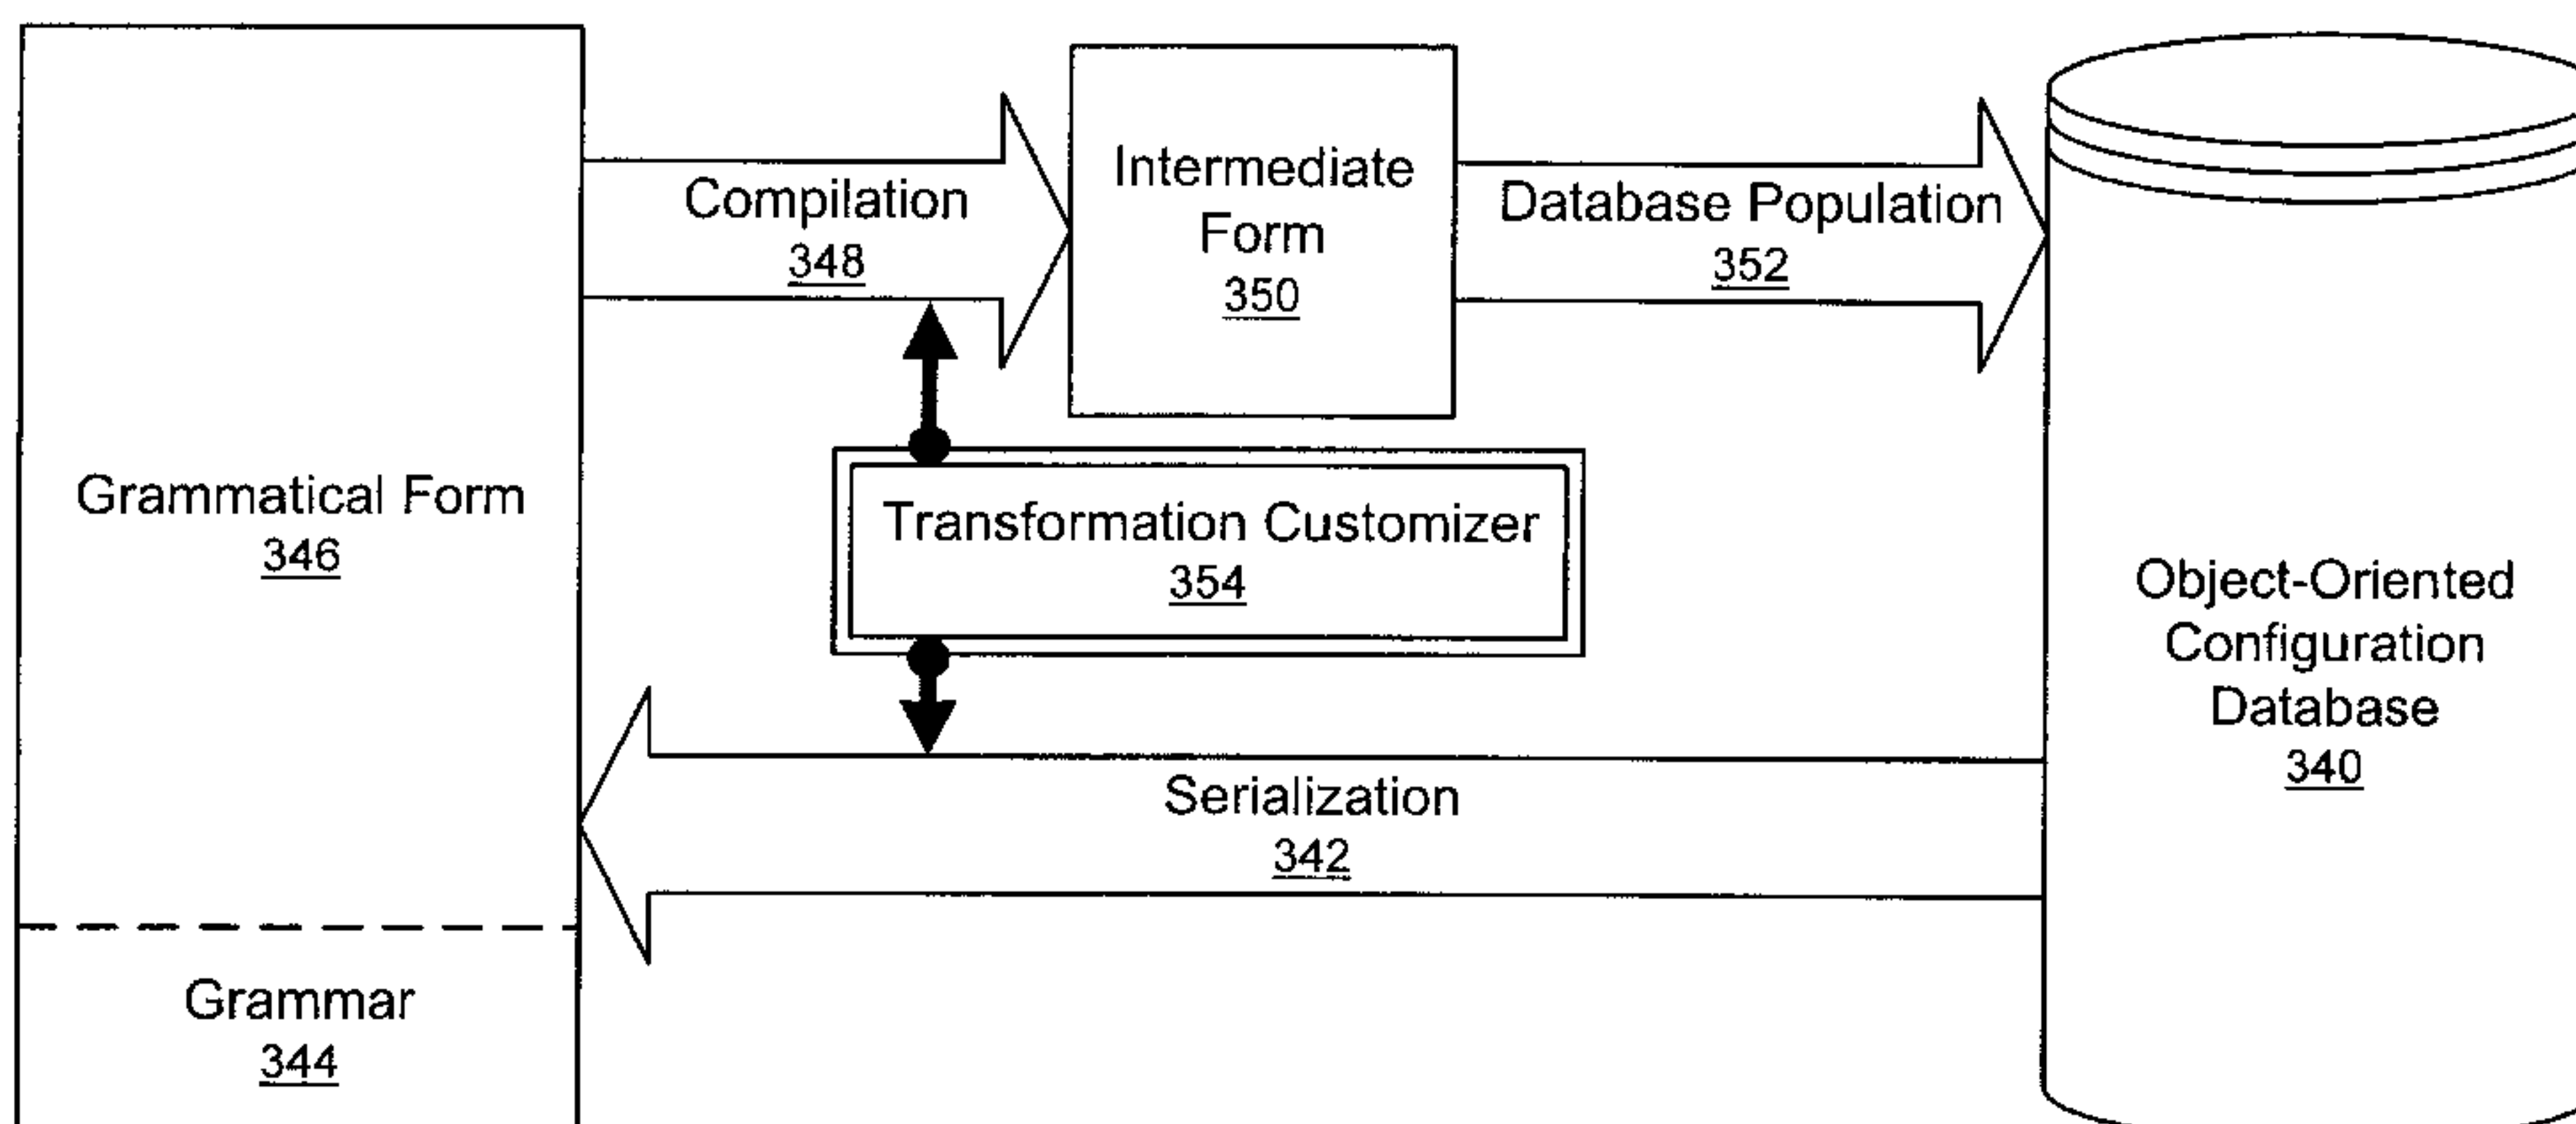 Grammatical Form
346
Grammar
344
Compilation
348
Intermediate
Form
350
Database Population
352
Transformation Customizer
354
Serialization
342
Object-Oriented
Configuration
Database
340